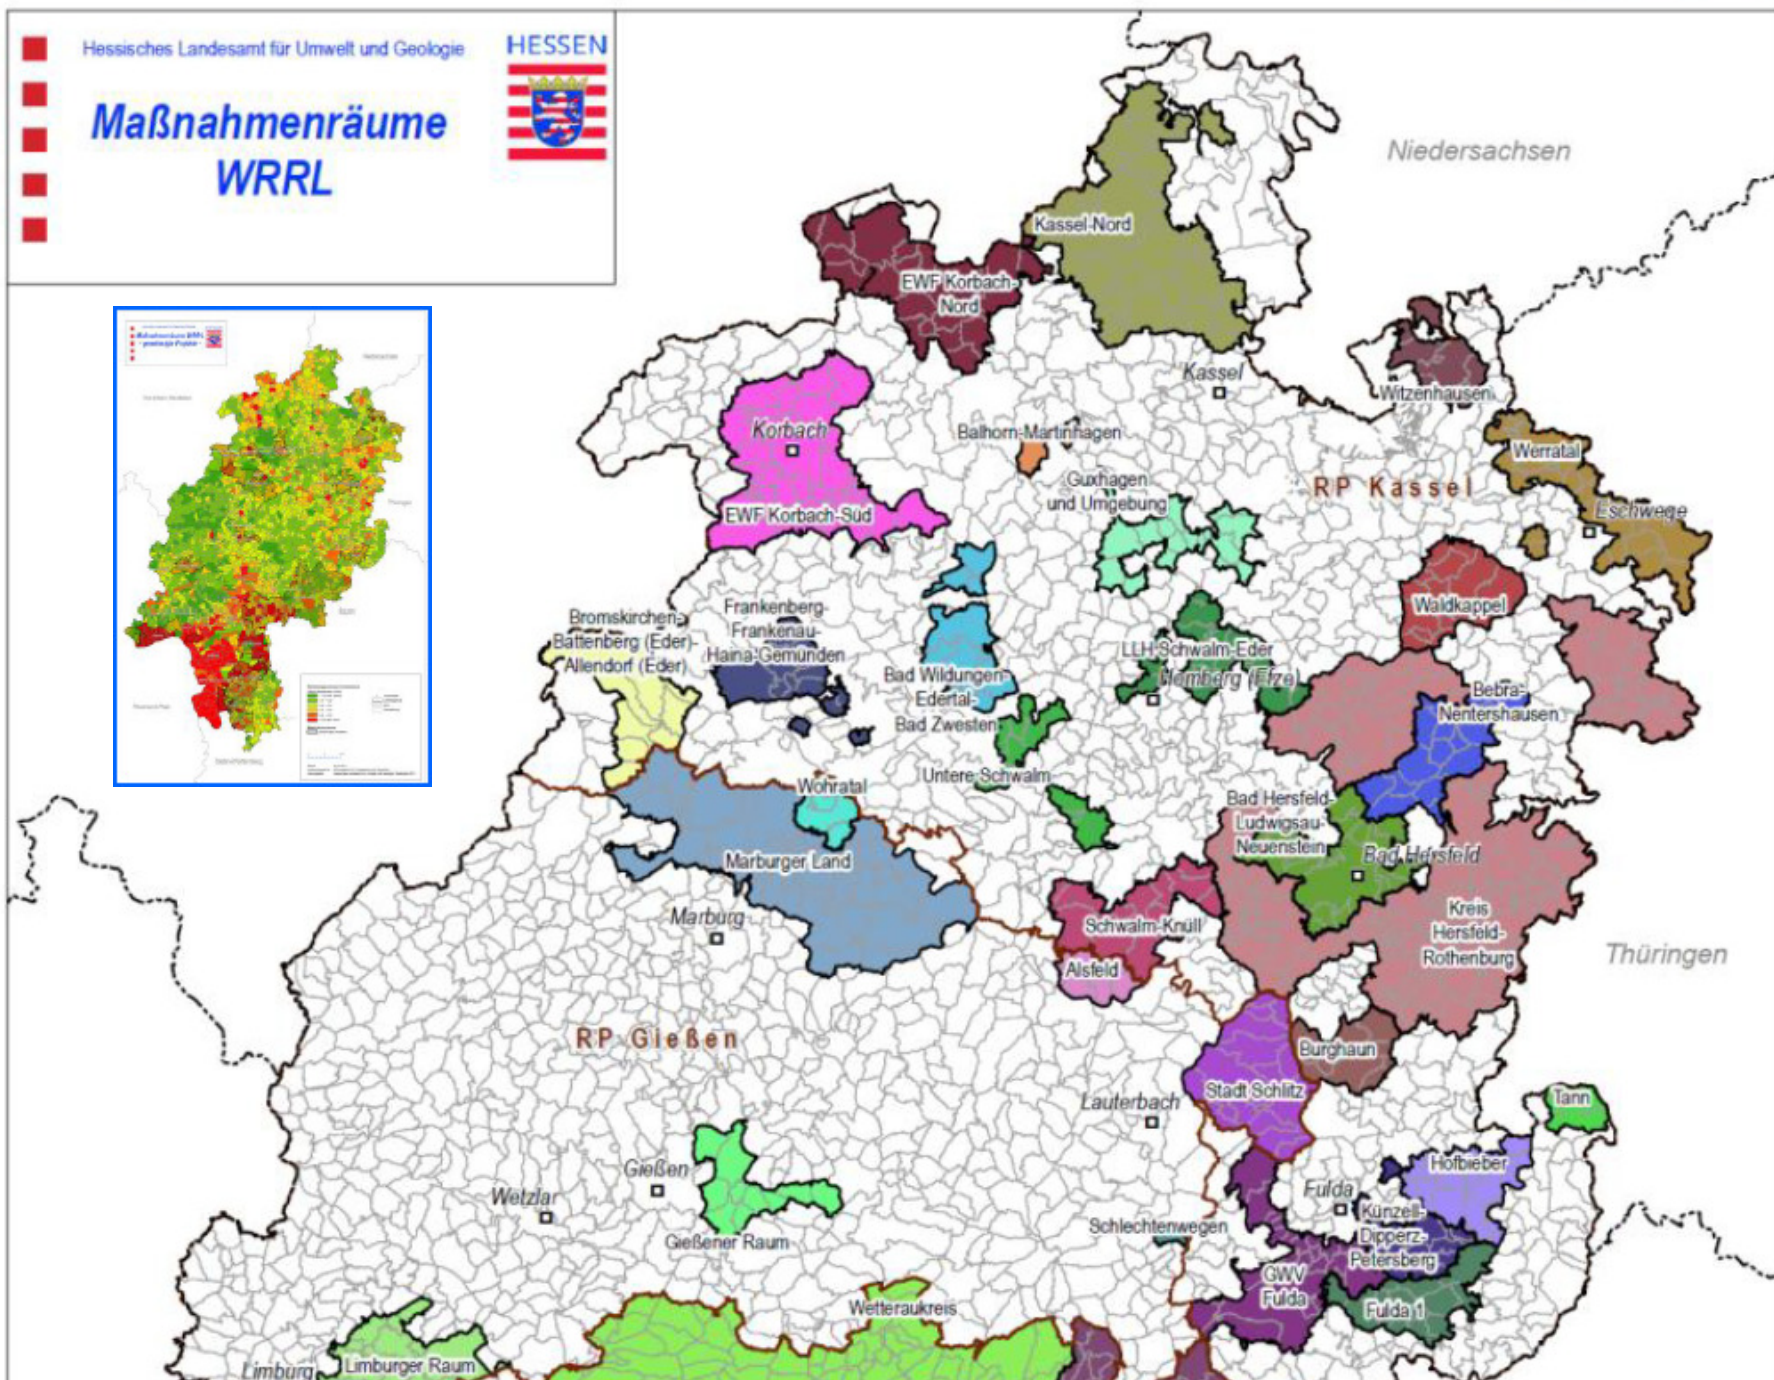 Hessisches Landesamt für Umwelt und Geologie
HESSEN
Maßnahmenräume
WRRL
Niedersachsen
Kassel-Nord
EWF Korbach-
Nord
Kassel
Witzenhausen
Korbach
Balhorn-Martinhagen
Werratal
Guxhagen
und Umgebung
RP Kassel
EWF Korbach-Süd
Eschwege
Waldkappel
Bromskirchen-
Battenberg (Eder)-
Allendorf (Eder)
Frankenberg-
Frankenau-
Haina-Gemünden
LLH-Schwalm-Eder
Homberg (Efze)
Bad Wildungen-
Edertal-
Bad Zwesten
Bebra-
Nentershausen
Untere Schwalm
Wohratal
Bad Hersfeld-
Ludwigsau-
Neuenstein
Bad Hersfeld
Marburger Land
Marburg
Schwalm-Knüll
Kreis
Hersfeld-
Rothenburg
Thüringen
Alsfeld
RP Gießen
Burghaun
Stadt Schlitz
Lauterbach
Tann
Gießen
Wetzlar
Hofbieber
Fulda
Künzell-
Dipperz-
Petersberg
Schlechtenwegen
Gießener Raum
GWV
Fulda
Fulda 1
Wetteraukreis
Limburg
Limburger Raum